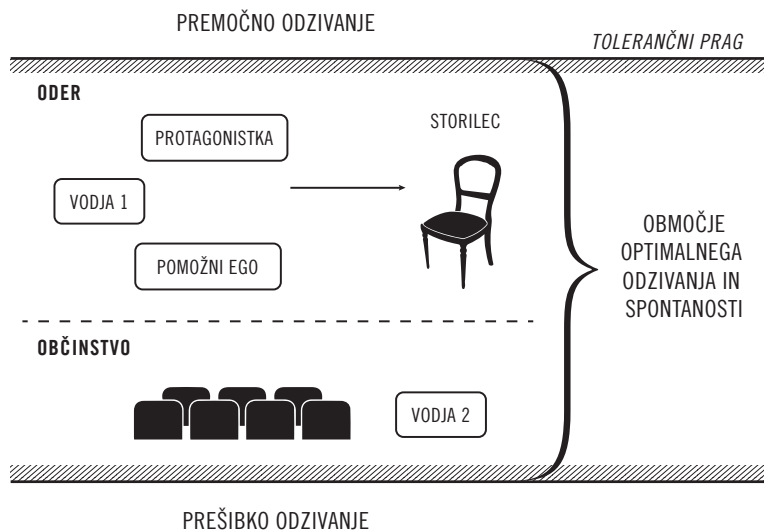 PREMOČNO ODZIVANJE
TOLERANČNI PRAG
ODER
PROTAGONISTKA
STORILEC
VODJA 1
POMOŽNI EGO
OBMOČJE
OPTIMALNEGA
ODZIVANJA IN
SPONTANOSTI
OBČINSTVO
VODJA 2
PREŠIBKO ODZIVANJE